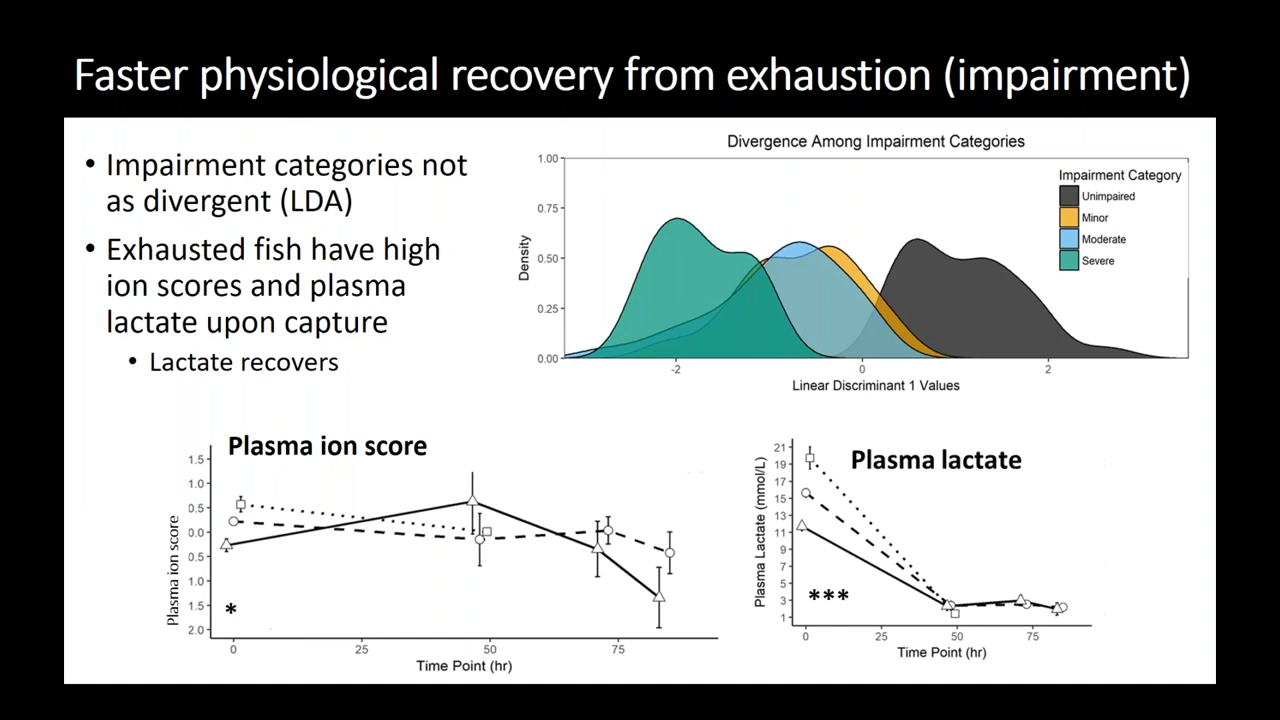 Faster physiological recovery from exhaustion (impairment)
• Impairment categories not
as divergent (LDA)
• Exhausted fish have high
ion scores and plasma
lactate upon capture
• Lactate recovers
Divergence Among Impairment Categories
1.00
0.75
0.50
0.25
0.00
Density
-2
0
2
Linear Discriminant 1 Values
Impairment Category
Unimpaired
Minor
Moderate
Severe
Plasma ion score
Plasma ion score
1.5
1.0
0.5
0.0
0.5
1.0
1.5
2.0
*
0
25
50
75
Time Point (hr)
Plasma lactate
Plasma Lactate (mmol/L)
21
19
17
15
13
11
9
7
5
3
1
***
0
25
50
75
Time Point (hr)